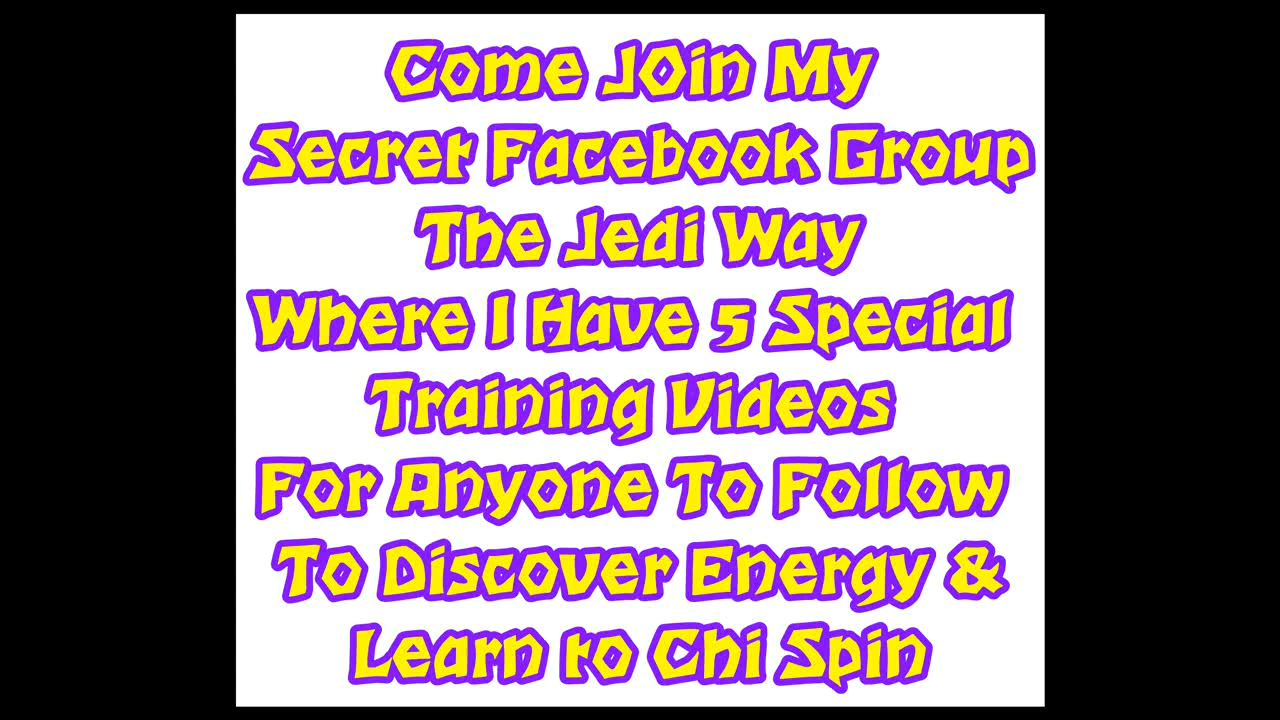 Come JOin My
Secret Facebook Group
The Jedi Way
Where I Have 5 Special
Training Videos
For Anyone To Follow
To Discover Energy &
Learn to Chi Spin